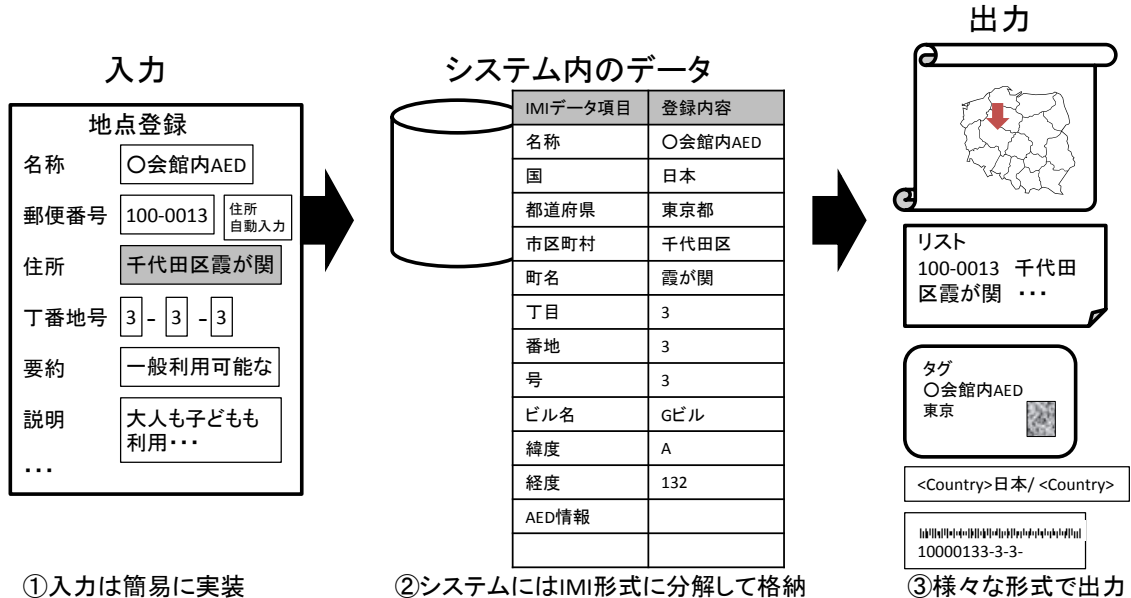 入力
地点登録
名称 〇会館内AED
郵便番号 100-0013 住所
自動入力
住所 千代田区霞が関
丁番地号 3 - 3 - 3
要約 一般利用可能な
説明 大人も子どもも
利用・・・
・・・
①入力は簡易に実装
システム内のデータ
IMIデータ項目 登録内容
名称 〇会館内AED
国 日本
都道府県 東京都
市区町村 千代田区
町名 霞が関
丁目 3
番地 3
号 3
ビル名 Gビル
緯度 A
経度 132
AED情報
②システムにはIMI形式に分解して格納
出力
リスト
100-0013 千代田
区霞が関 ・・・
タグ
〇会館内AED
東京
<Country>日本/ <Country>
10000133-3-3-
③様々な形式で出力